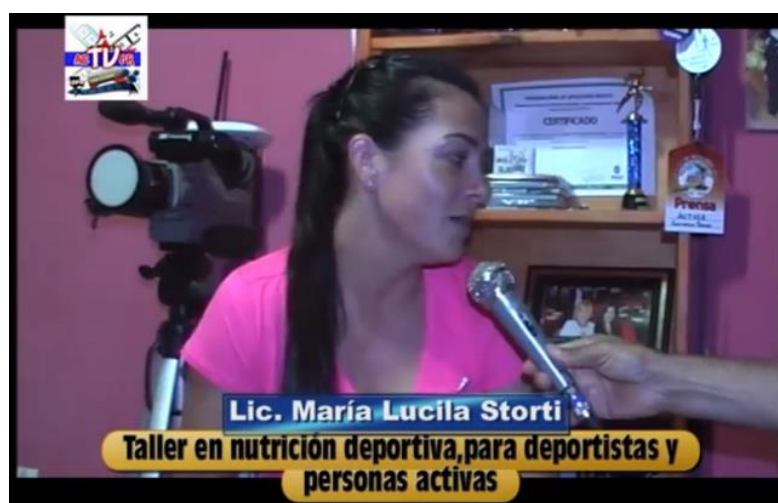 TV
CERTIFICADO
Prensa
Lic. María Lucila Storti
Taller en nutrición deportiva,para deportistas y
personas activas